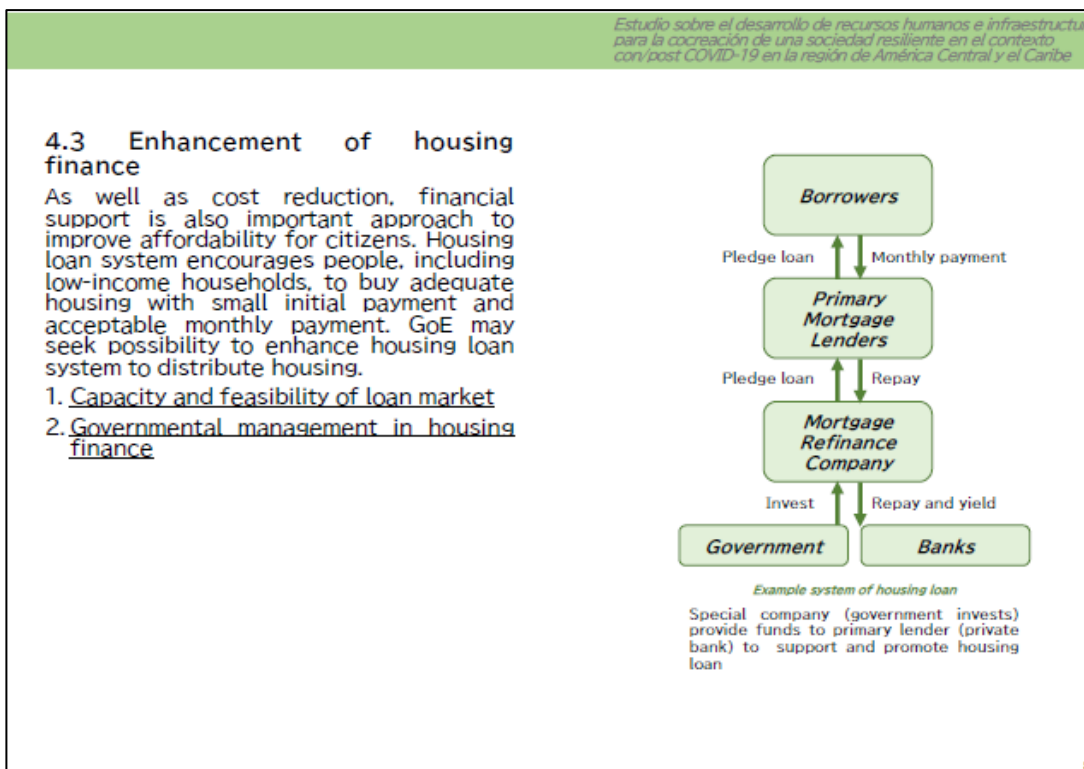 Estudio sobre el desarrollo de recursos humanos e infraestructu
para la cocreación de una sociedad resiliente en el contexto
con/post COVID-19 en la región de América Central y el Caribe
4.3 Enhancement of housing
finance
As well as cost reduction, financial
support is also important approach to
improve affordability for citizens. Housing
loan system encourages people, including
low-income households, to buy adequate
housing with small initial payment and
acceptable monthly payment. GoE may
seek possibility to enhance housing loan
system to distribute housing.
1. Capacity and feasibility of loan market
2. Governmental management in housing
finance
Borrowers
Pledge loan Monthly payment
Primary
Mortgage
Lenders
Pledge loan Repay
Mortgage
Refinance
Company
Invest Repay and yield
Government Banks
Example system of housing loan
Special company (government invests)
provide funds to primary lender (private
bank) to support and promote housing
loan